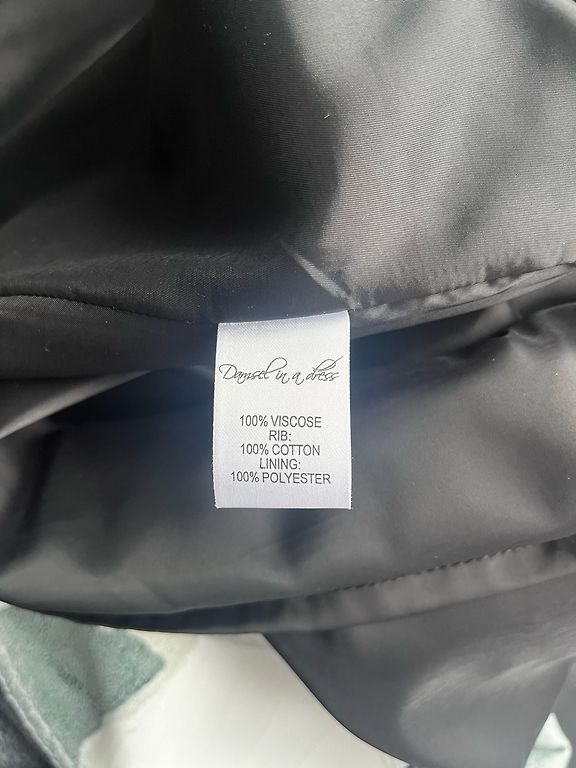 Damsel in a dress
100% VISCOSE
RIB:
100% COTTON
LINING:
100% POLYESTER